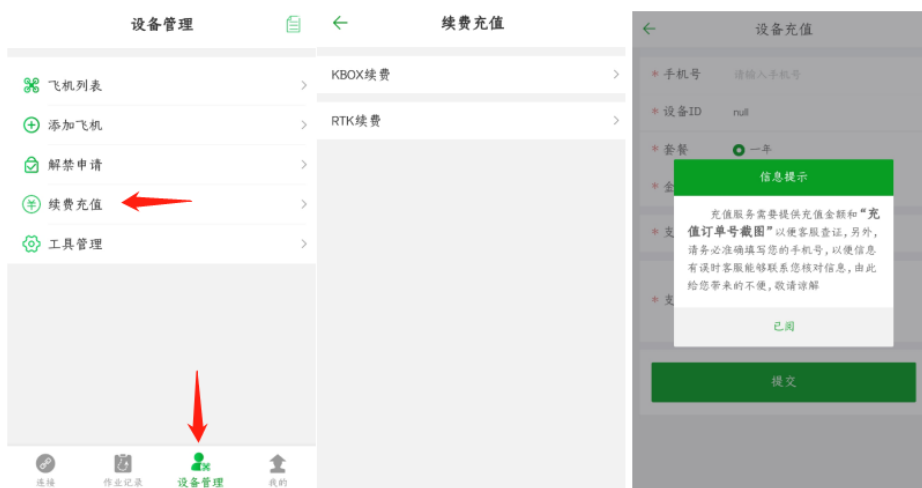 设备管理
飞机列表
添加飞机
解禁申请
续费充值
工具管理
连接
作业记录
设备管理
我的
续费充值
KBOX续费
RTK续费
设备充值
* 手机号 请输入手机号
* 设备ID null
* 套餐 一年
* 金
* 支
* 支
信息提示
充值服务需要提供充值金额和“充
值订单号截图”以便客服查证,另外,
请务必准确填写您的手机号,以便信息
有误时客服能够联系您核对信息,由此
给您带来的不便,敬请谅解
已阅
提交